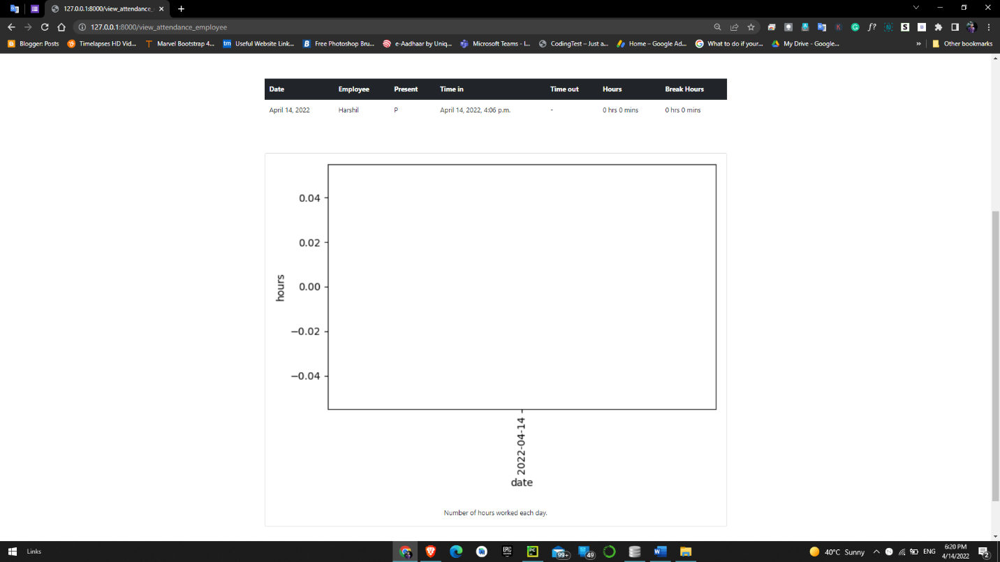 127.0.0.1:8000/view_attendance_
127.0.0.1:8000/view_attendance_employee
Blogger: Posts Timelapses HD Vid... Marvel Bootstrap 4... Useful Website Link... Free Photoshop Bru... e-Aadhaar by Uniq... Microsoft Teams - I... CodingTest – Just a... Home – Google Ad... What to do if your... My Drive - Google... » Other bookmarks
Date Employee Present Time in Time out Hours Break Hours
April 14, 2022 Harshil P April 14, 2022, 4:06 p.m. - 0 hrs 0 mins 0 hrs 0 mins
0.04
0.02
0.00
−0.02
−0.04
hours
2022-04-14
date
Number of hours worked each day.
Links 99+ 49 40°C Sunny ENG 6:20 PM
4/14/2022 2